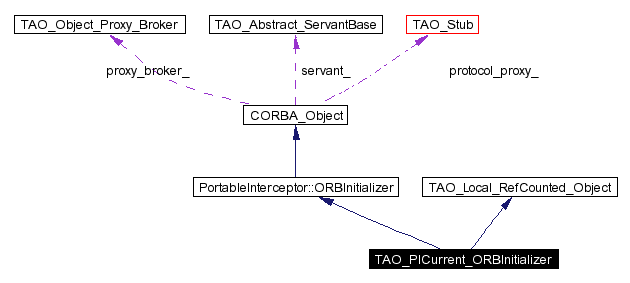 TAO_Object_Proxy_Broker
TAO_Abstract_ServantBase
TAO_Stub
proxy_broker_
servant_
protocol_proxy_
CORBA_Object
PortableInterceptor::ORBInitializer
TAO_Local_RefCounted_Object
TAO_PICurrent_ORBInitializer